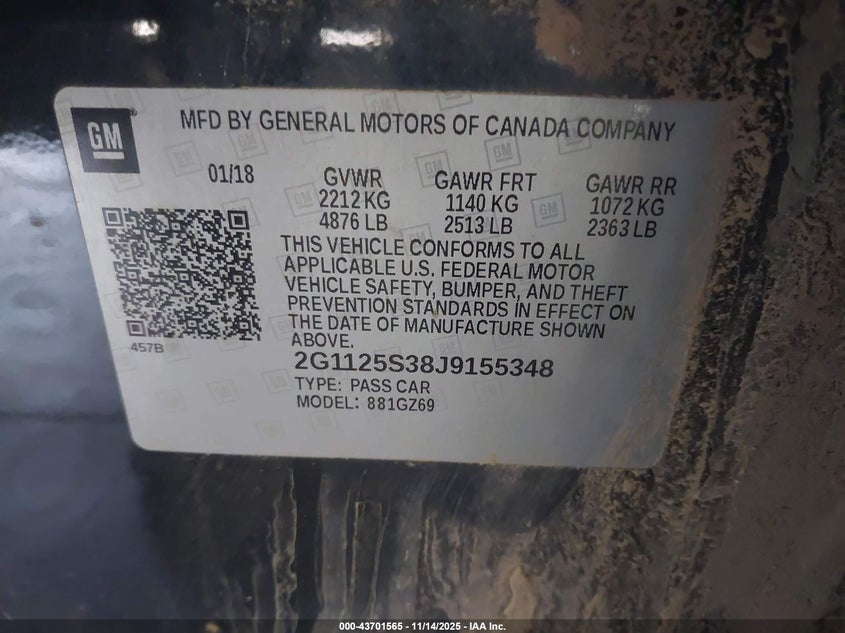 GM
MFD BY GENERAL MOTORS OF CANADA COMPANY
01/18
GVWR
2212 KG
4876 LB
GAWR FRT
1140 KG
2513 LB
GAWR RR
1072 KG
2363 LB
THIS VEHICLE CONFORMS TO ALL
APPLICABLE U.S. FEDERAL MOTOR
VEHICLE SAFETY, BUMPER, AND THEFT
PREVENTION STANDARDS IN EFFECT ON
THE DATE OF MANUFACTURE SHOWN
ABOVE.
457B
2G1125S38J9155348
TYPE: PASS CAR
MODEL: 881GZ69
000-43701565 - 11/14/2025 - IAA Inc.